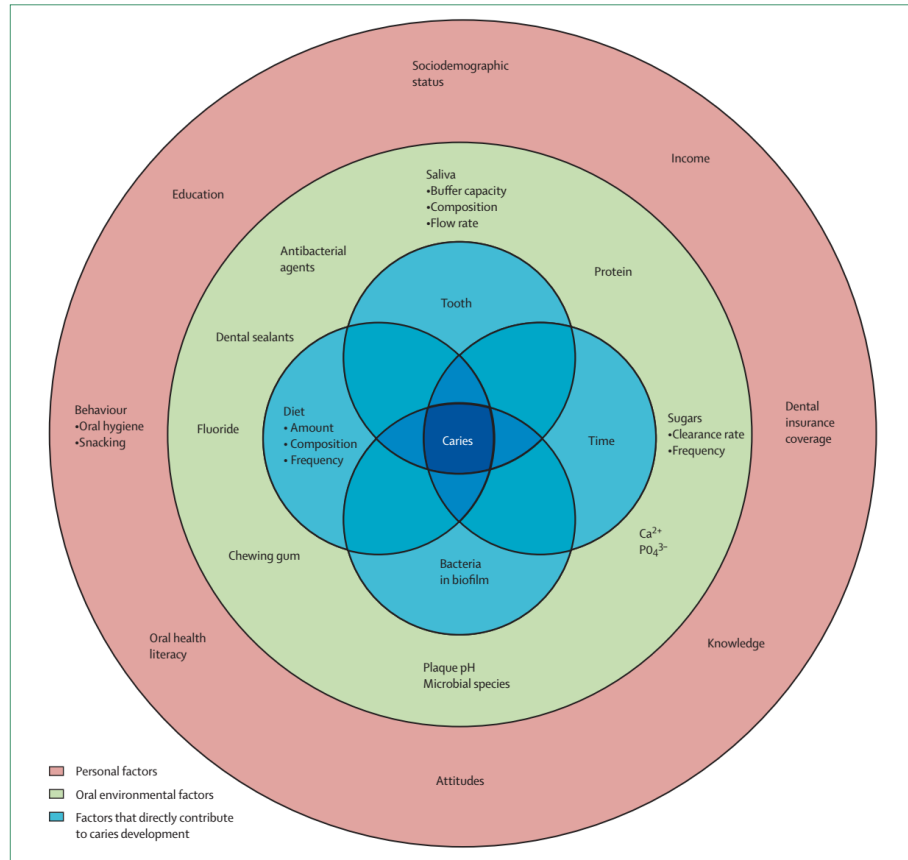 Sociodemographic
status
Income
Education
Saliva
•Buffer capacity
•Composition
•Flow rate
Antibacterial
agents
Protein
Tooth
Dental sealants
Behaviour
•Oral hygiene
•Snacking
Fluoride
Diet
• Amount
• Composition
• Frequency
Caries
Time
Sugars
•Clearance rate
•Frequency
Dental
insurance
coverage
Ca²⁺
PO₄³⁻
Chewing gum
Bacteria
in biofilm
Oral health
literacy
Knowledge
Plaque pH
Microbial species
Attitudes
Personal factors
Oral environmental factors
Factors that directly contribute
to caries development